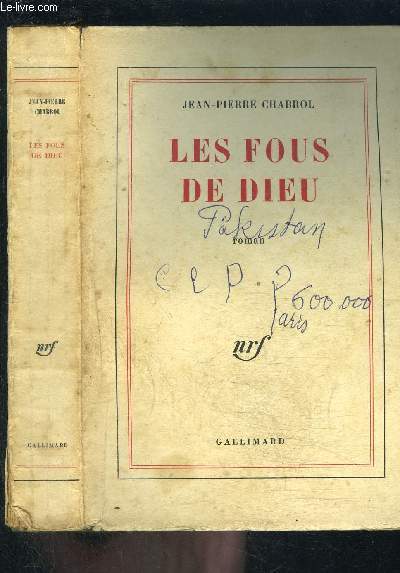 Le-livre.com
JEAN-PIERRE
CHABROL
LES FOUS
DE DIEU
nrf
GALLIMARD
JEAN-PIERRE CHABROL
LES FOUS
DE DIEU
Pakistan
roman
C E P. P
600.000
Paris
nrf
GALLIMARD